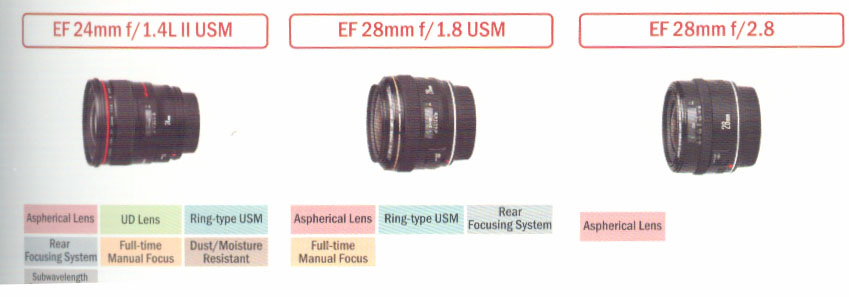 EF 24mm f/1.4L II USM
EF 28mm f/1.8 USM
EF 28mm f/2.8
28mm
Aspherical Lens
UD Lens
Ring-type USM
Rear
Focusing System
Full-time
Manual Focus
Dust/Moisture
Resistant
Subwavelength
Aspherical Lens
Ring-type USM
Rear
Focusing System
Full-time
Manual Focus
Aspherical Lens